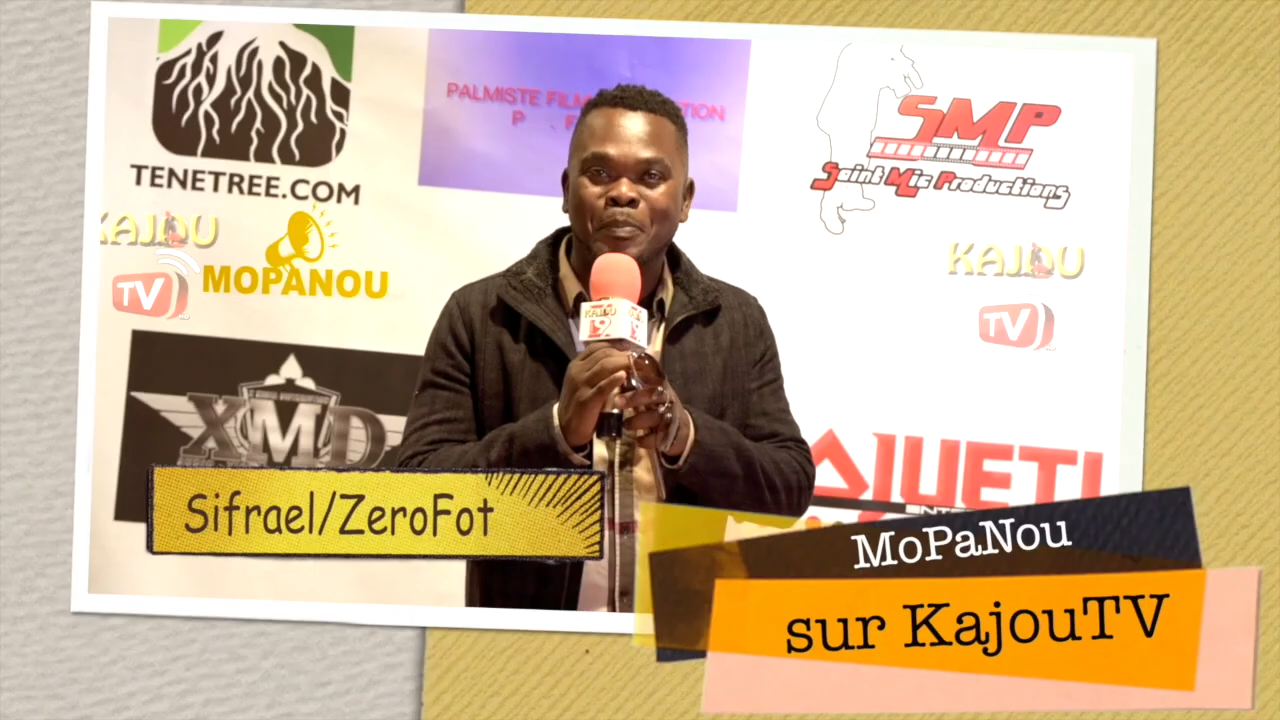 TENETREE.COM
PALMISTE FILM
SMP
Saint Mic Productions
KAJOU
TV
MOPANOU
KAJOU
TV
KAJOU
XMD
Sifrael/ZeroFot
MoPaNou
sur KajouTV